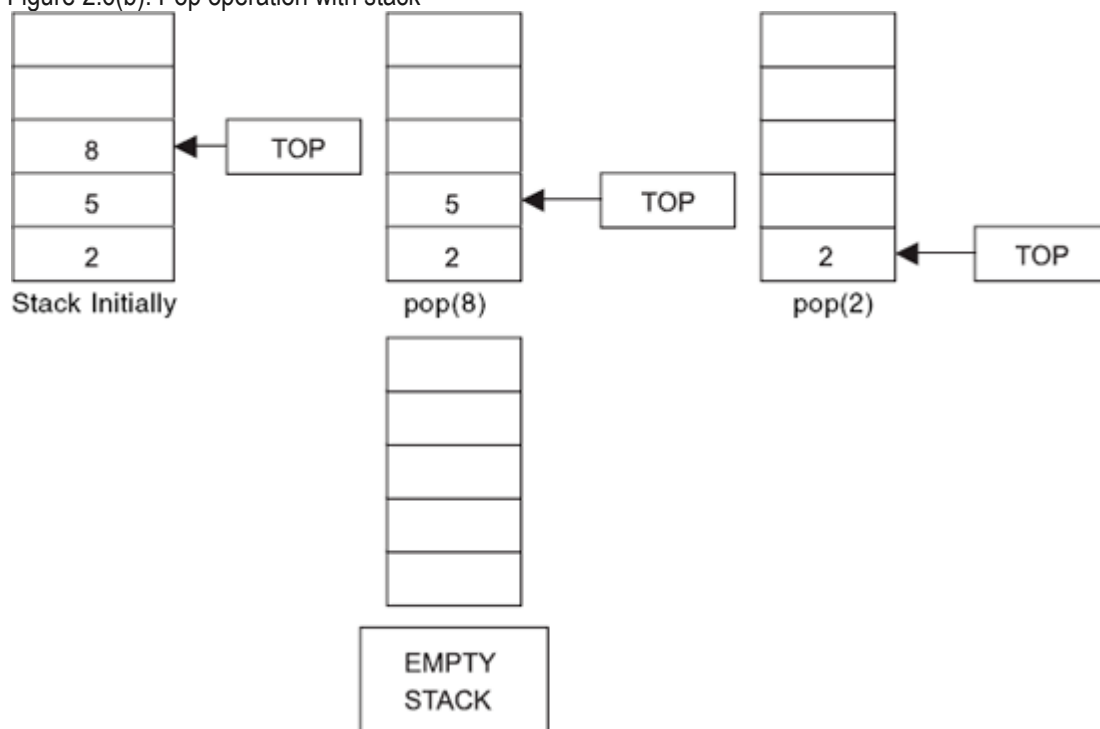 Figure 2.6(b): Pop operation with stack
8
TOP
5
5
TOP
2
2
2
TOP
Stack Initially
pop(8)
pop(2)
EMPTY
STACK